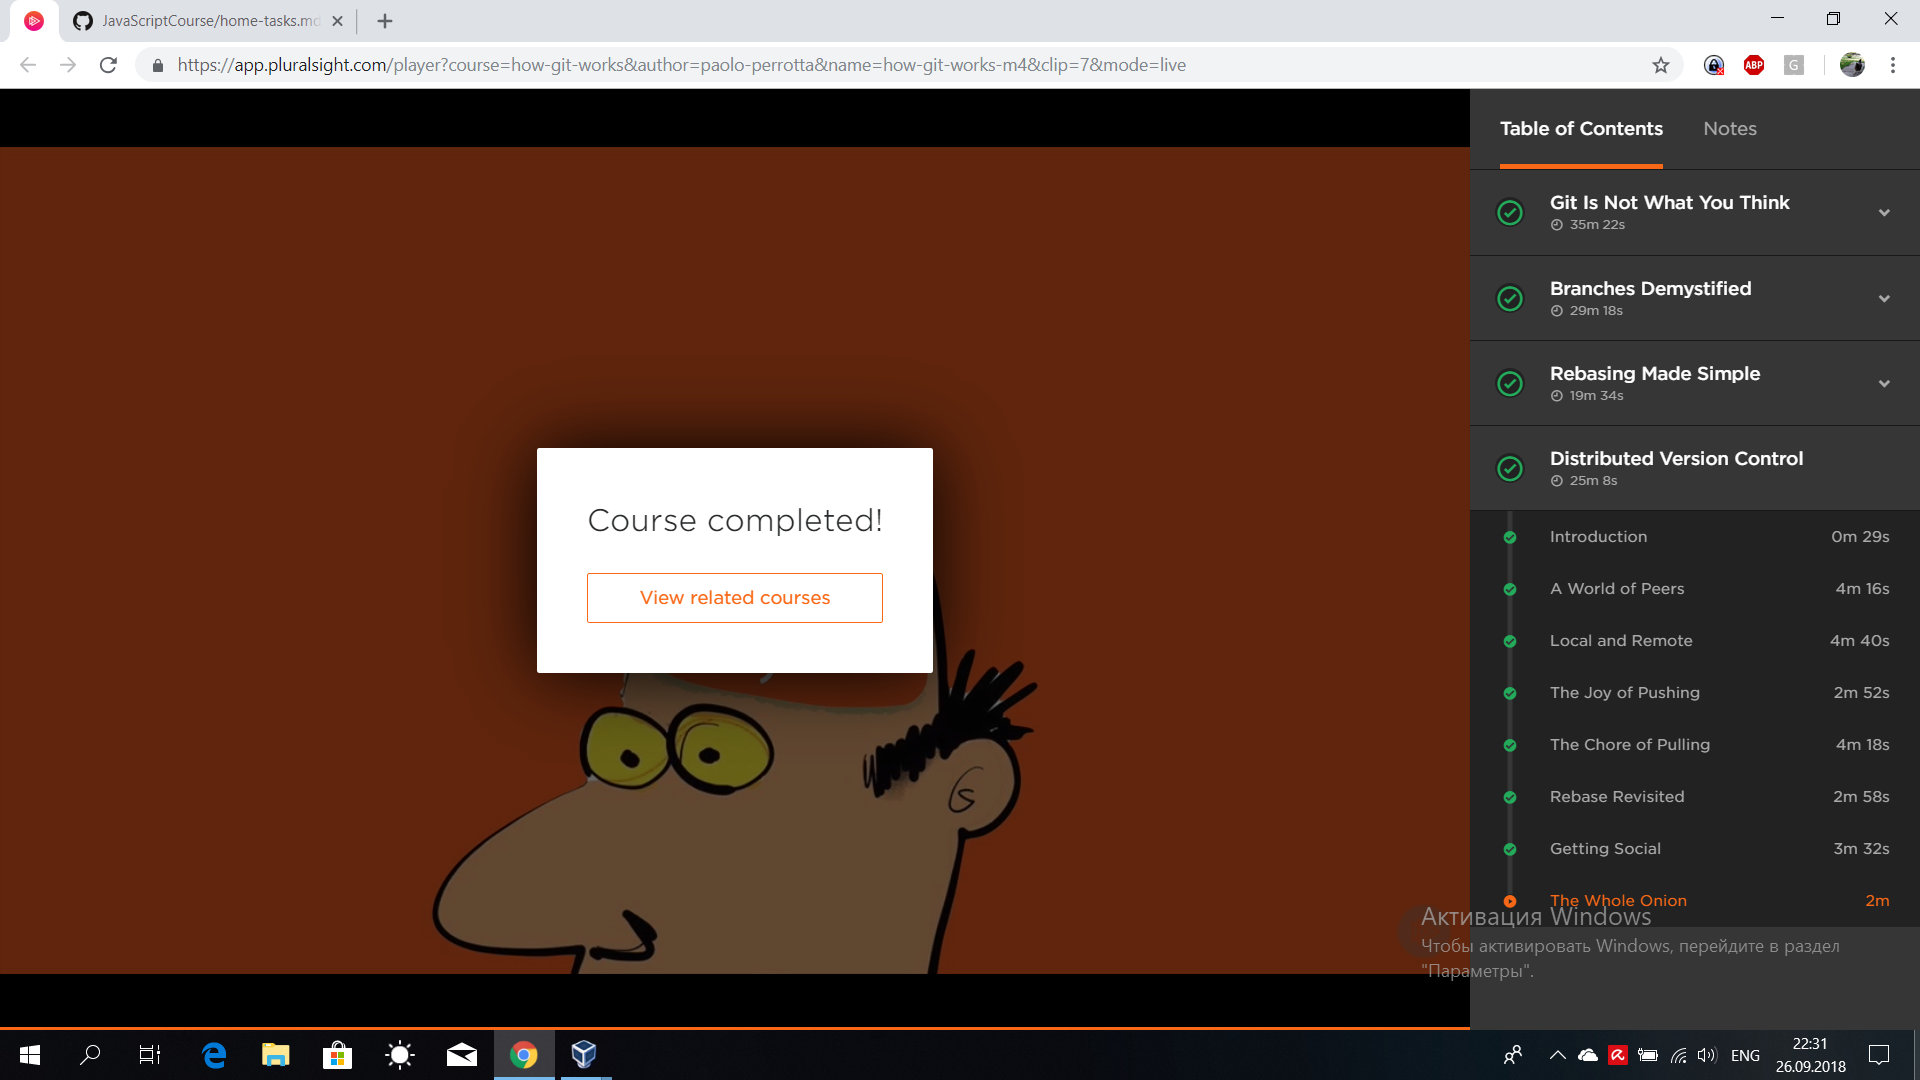 JavaScriptCourse/home-tasks.md
https://app.pluralsight.com/player?course=how-git-works&author=paolo-perrotta&name=how-git-works-m4&clip=7&mode=live
ABP
G
Table of Contents
Notes
Git Is Not What You Think
35m 22s
Branches Demystified
29m 18s
Rebasing Made Simple
19m 34s
Distributed Version Control
25m 8s
Introduction 0m 29s
A World of Peers 4m 16s
Local and Remote 4m 40s
The Joy of Pushing 2m 52s
The Chore of Pulling 4m 18s
Rebase Revisited 2m 58s
Getting Social 3m 32s
The Whole Onion 2m
Course completed!
View related courses
Активация Windows
Чтобы активировать Windows, перейдите в раздел
"Параметры".
ENG
22:31
26.09.2018